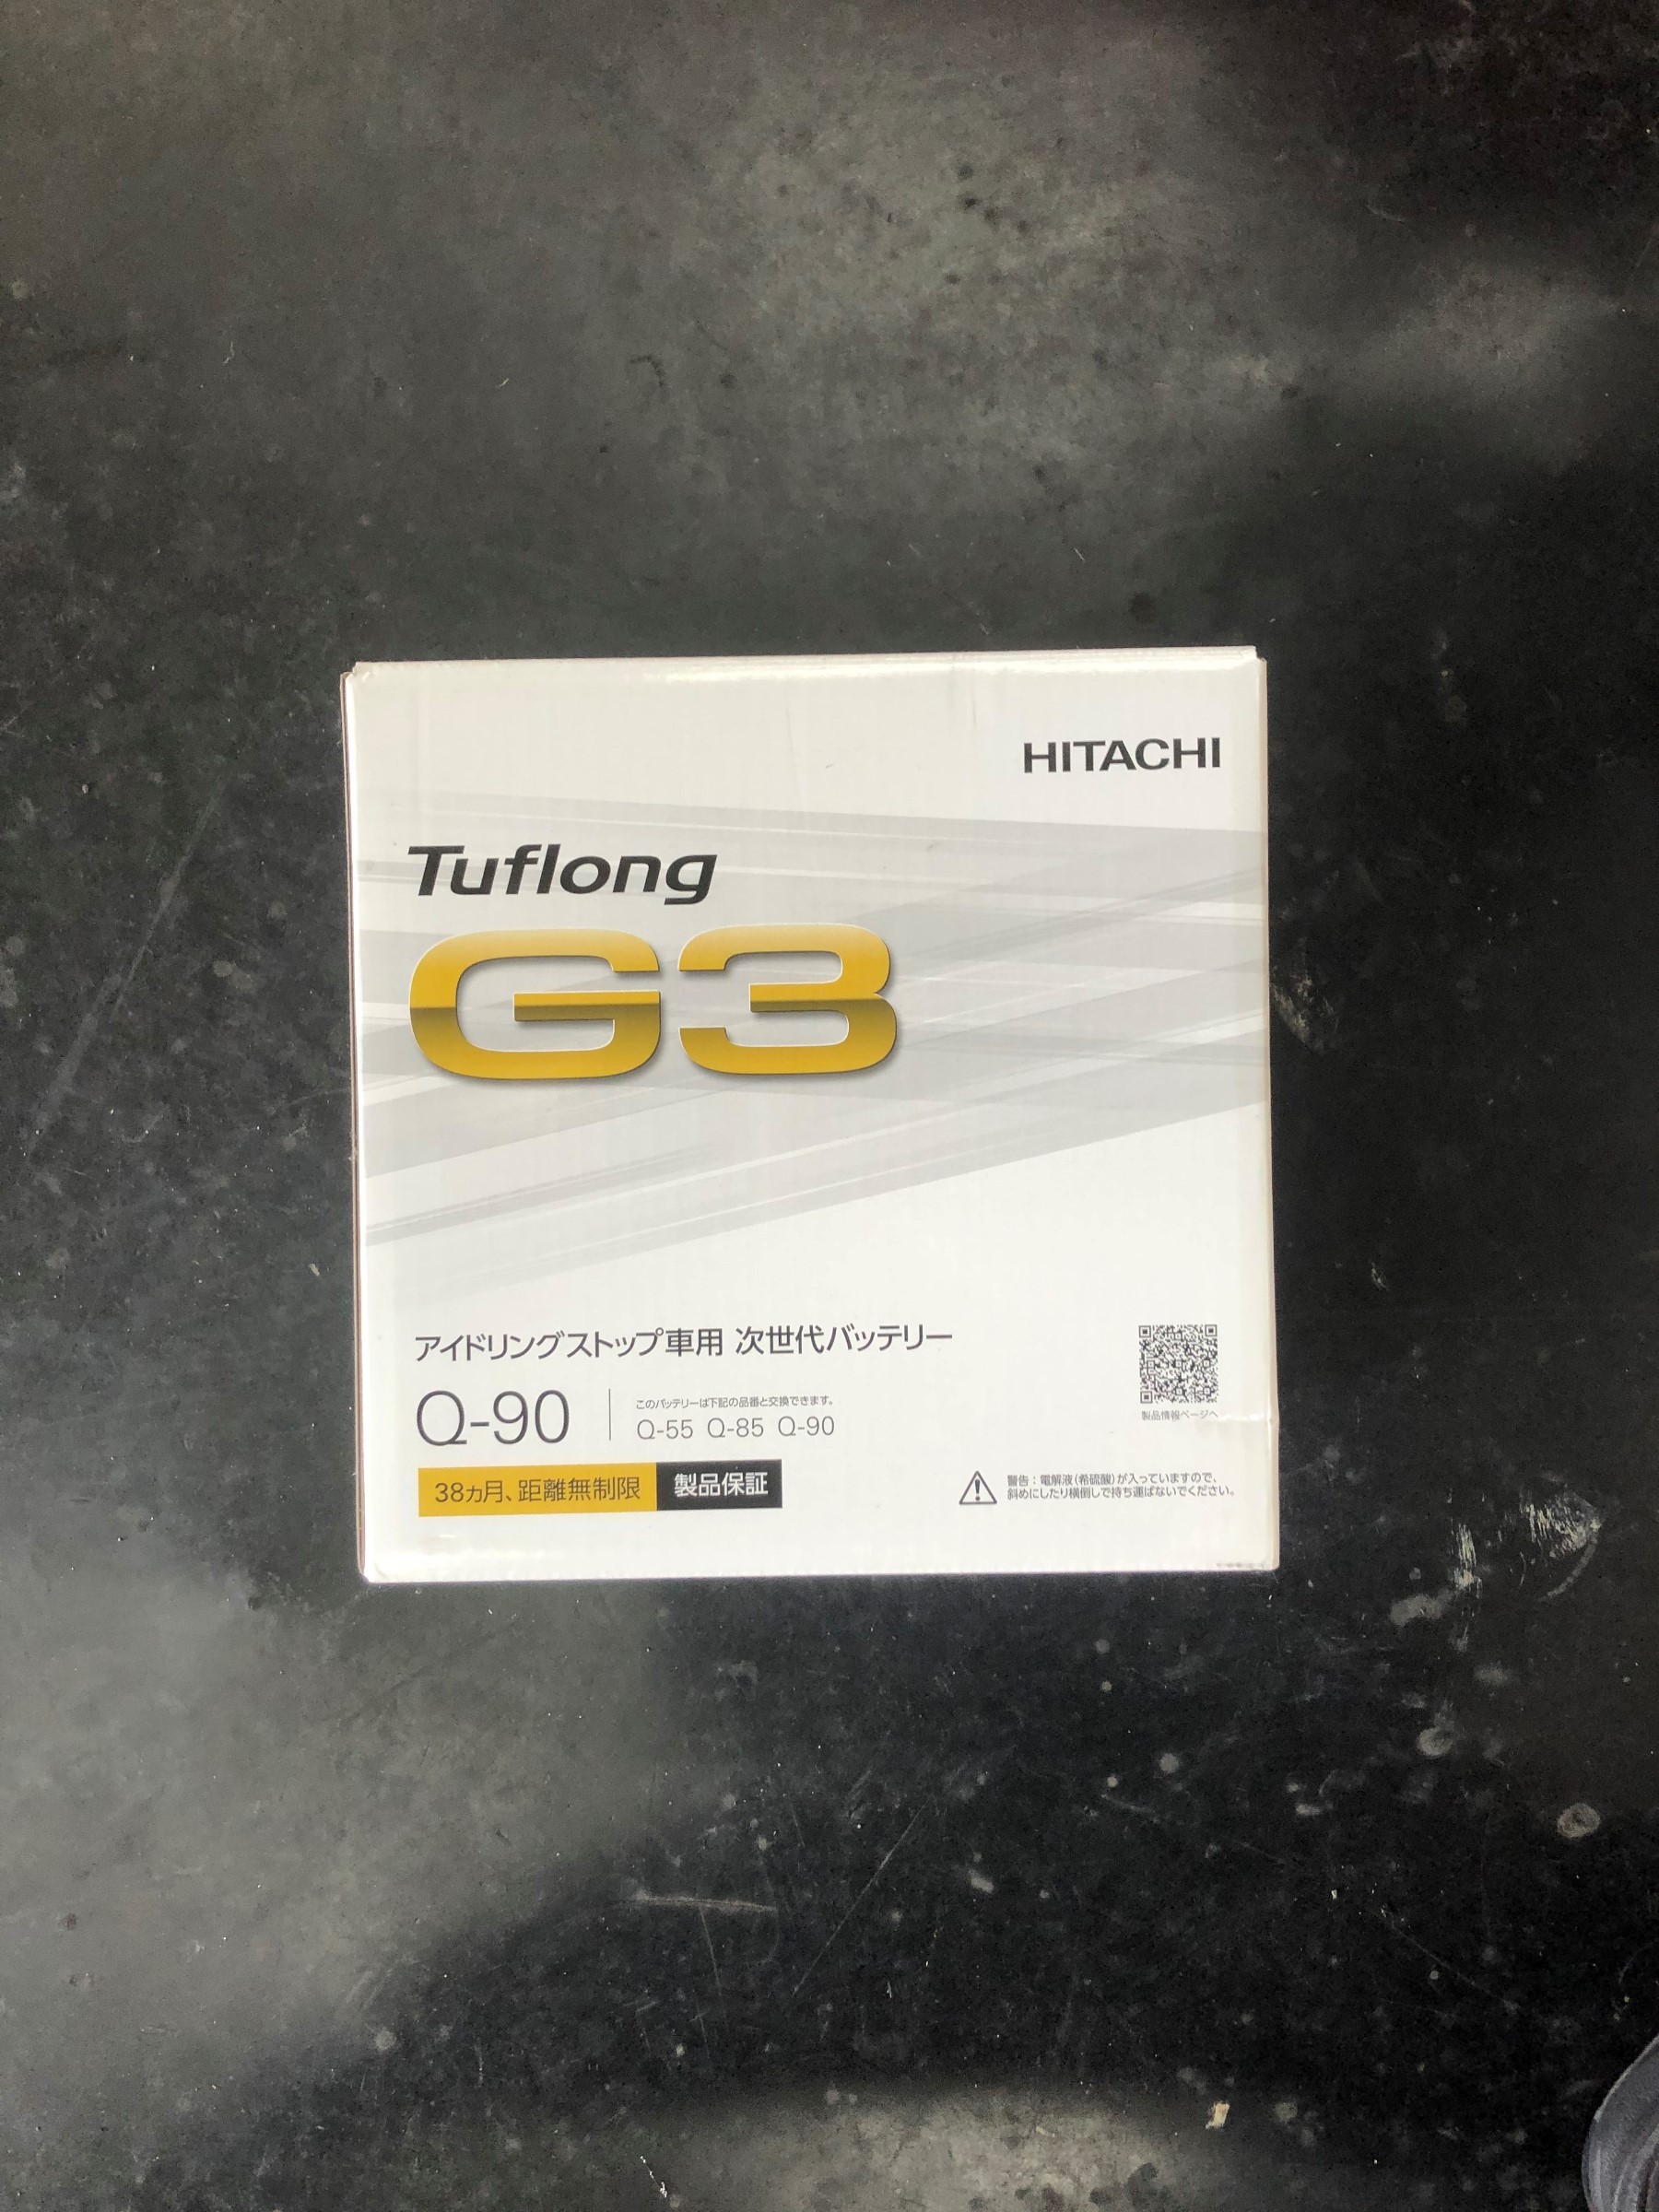 HITACHI
Tuflong
G3
アイドリングストップ車用 次世代バッテリー
Q-90
このバッテリーは下記の品番と交換できます。
Q-55 Q-85 Q-90
38カ月、距離無制限 製品保証
製品情報ページへ
警告：電解液(希硫酸)が入っていますので、
斜めにしたり横倒しで持ち運ばないでください。